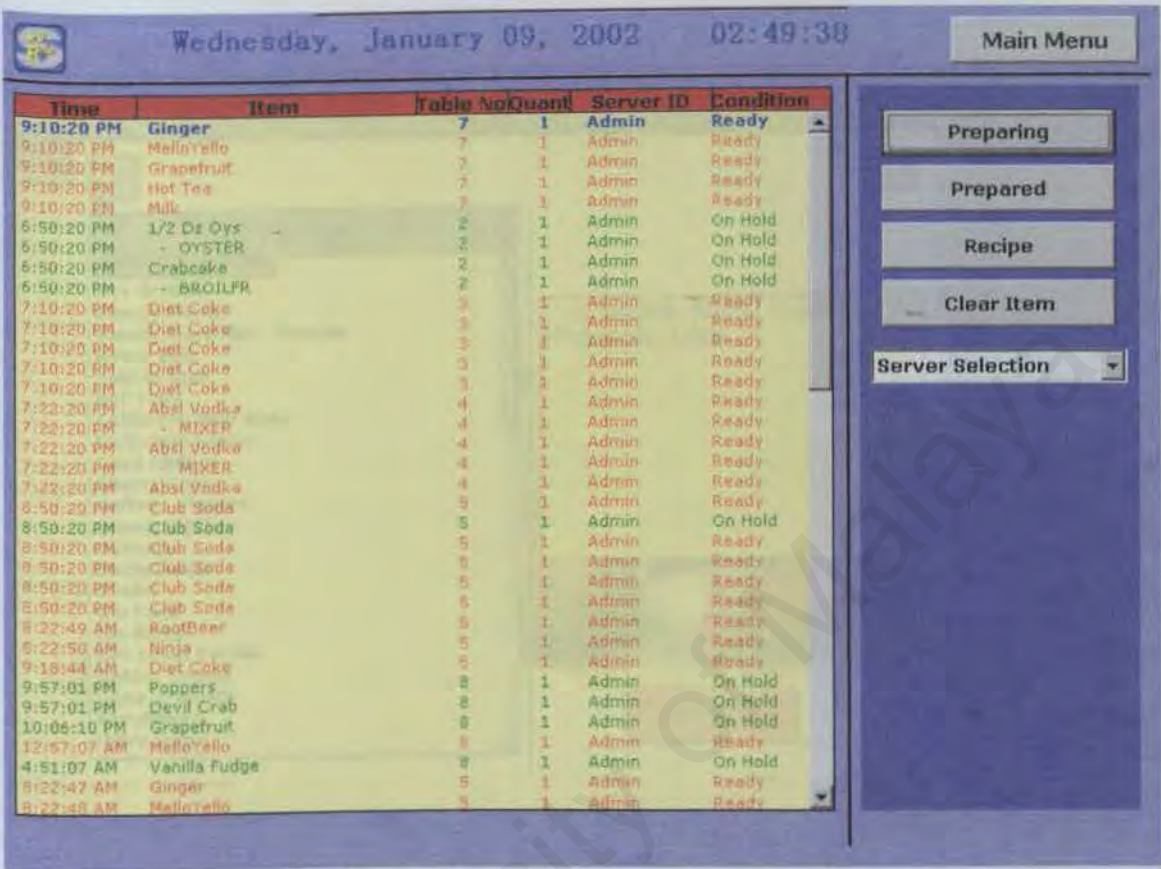 Wednesday, January 09, 2002 02:49:38 Main Menu
Time Item Table No Quant Server ID Condition
9:10:20 PM Ginger 7 1 Admin Ready
9:10:20 PM MelloYello 7 1 Admin Ready
9:10:20 PM Grapefruit 7 1 Admin Ready
9:10:20 PM Hot Tea 7 1 Admin Ready
9:10:20 PM Milk 7 1 Admin Ready
6:50:20 PM 1/2 Dz Oys 2 1 Admin On Hold
6:50:20 PM - OYSTER 2 1 Admin On Hold
6:50:20 PM Crabcake 2 1 Admin On Hold
6:50:20 PM - BROILFR 2 1 Admin On Hold
7:10:20 PM Diet Coke 3 1 Admin Ready
7:10:20 PM Diet Coke 3 1 Admin Ready
7:10:20 PM Diet Coke 3 1 Admin Ready
7:10:20 PM Diet Coke 3 1 Admin Ready
7:10:20 PM Diet Coke 3 1 Admin Ready
7:22:20 PM Absl Vodka 4 1 Admin Ready
7:22:20 PM - MIXER 4 1 Admin Ready
7:22:20 PM Absl Vodka 4 1 Admin Ready
7:22:20 PM MIXER 4 1 Admin Ready
7:22:20 PM Absl Vodka 4 1 Admin Ready
8:50:20 PM Club Soda 5 1 Admin Ready
8:50:20 PM Club Soda 5 1 Admin On Hold
8:50:20 PM Club Soda 5 1 Admin Ready
8:50:20 PM Club Soda 5 1 Admin Ready
8:50:20 PM Club Soda 5 1 Admin Ready
8:50:20 PM Club Soda 5 1 Admin Ready
8:22:49 AM RootBeer 5 1 Admin Ready
8:22:50 AM Ninja 5 1 Admin Ready
9:18:44 AM Diet Coke 5 1 Admin Ready
9:57:01 PM Poppers 8 1 Admin On Hold
9:57:01 PM Devil Crab 8 1 Admin On Hold
10:06:10 PM Grapefruit 8 1 Admin On Hold
12:57:07 AM MelloYello 8 1 Admin Ready
4:51:07 AM Vanilla Fudge 8 1 Admin On Hold
8:22:47 AM Ginger 5 1 Admin Ready
8:22:48 AM MelloYello 5 1 Admin Ready
Preparing
Prepared
Recipe
Clear Item
Server Selection
ity of Malaya